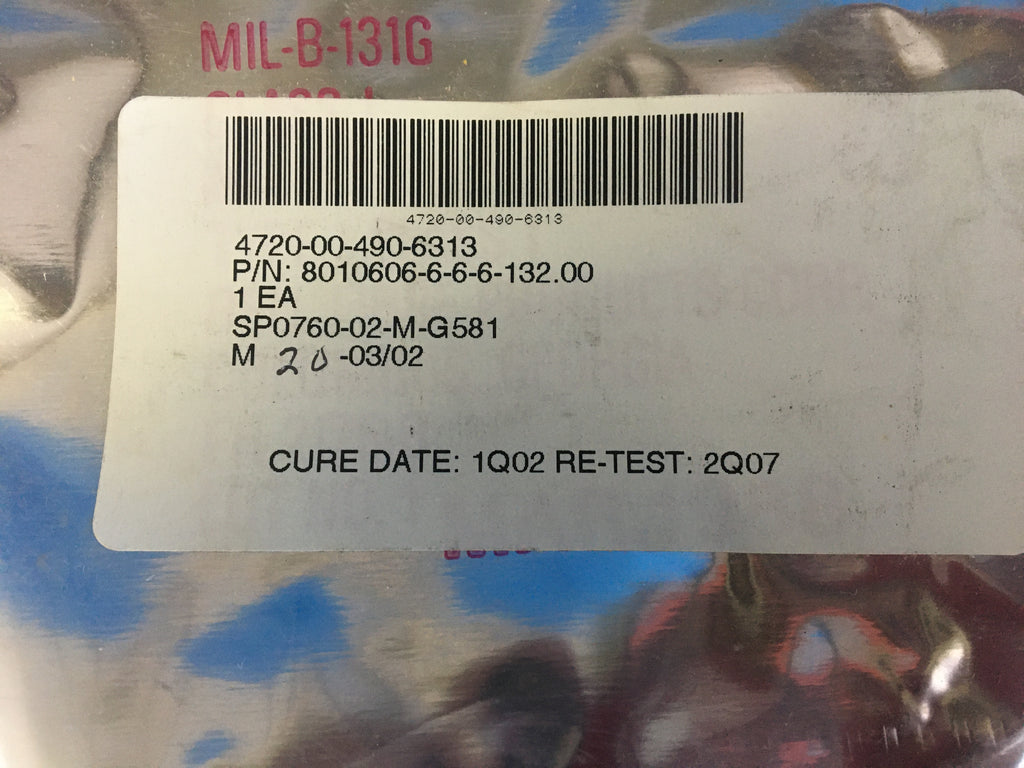 MIL-B-131G
4720-00-490-6313
4720-00-490-6313
P/N: 8010606-6-6-6-132.00
1 EA
SP0760-02-M-G581
M 20 -03/02
CURE DATE: 1Q02 RE-TEST: 2Q07